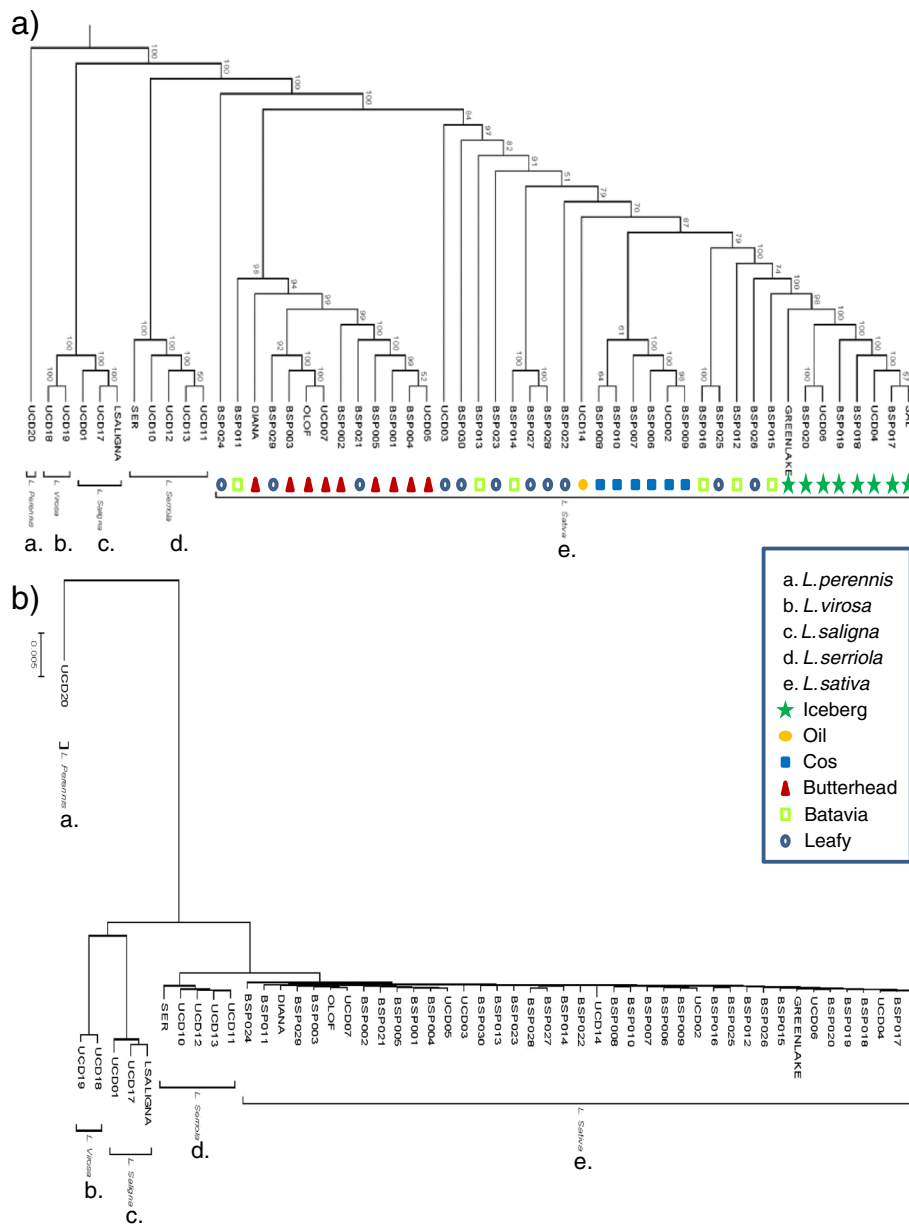 a)
100
100
100
100
84
97
82
91
51
79
70
87
79
100
74
100
98
100
100
100
57
98
94
99
99
100
100
99
52
92
100
100
100
100
100
100
100
100
100
50
100
100
61
64
100
100
98
100
UCD20
UCD18
UCD19
UCD01
UCD17
LSALIGNA
SER
UCD10
UCD12
UCD13
UCD11
BSP024
BSP011
DIANA
BSP029
BSP003
OLOF
UCD07
BSP002
BSP021
BSP005
BSP001
BSP004
UCD05
UCD03
BSP030
BSP013
BSP023
BSP014
BSP027
BSP028
BSP022
UCD14
BSP008
BSP010
BSP007
BSP006
UCD02
BSP009
BSP016
BSP025
BSP012
BSP026
BSP015
GREENLAKE
BSP020
UCD06
BSP019
BSP018
UCD04
BSP017
L. Perennis
L. Virosa
L. Saligna
L. Serriola
L. Sativa
a.
b.
c.
d.
e.
b)
0.005
UCD20
L. Perennis
a.
a. L.perennis
b. L.virosa
c. L.saligna
d. L.serriola
e. L.sativa
Iceberg
Oil
Cos
Butterhead
Batavia
Leafy
UCD19
UCD18
UCD01
UCD17
LSALIGNA
SER
UCD10
UCD12
UCD13
UCD11
BSP024
BSP011
DIANA
BSP029
BSP003
OLOF
UCD07
BSP002
BSP021
BSP005
BSP001
BSP004
UCD05
UCD03
BSP030
BSP013
BSP023
BSP028
BSP027
BSP014
BSP022
UCD14
BSP008
BSP010
BSP007
BSP006
BSP009
UCD02
BSP016
BSP025
BSP012
BSP026
BSP015
GREENLAKE
UCD06
BSP020
BSP019
BSP018
UCD04
BSP017
L. Virosa
L. Saligna
L. Serriola
L. Sativa
b.
c.
d.
e.